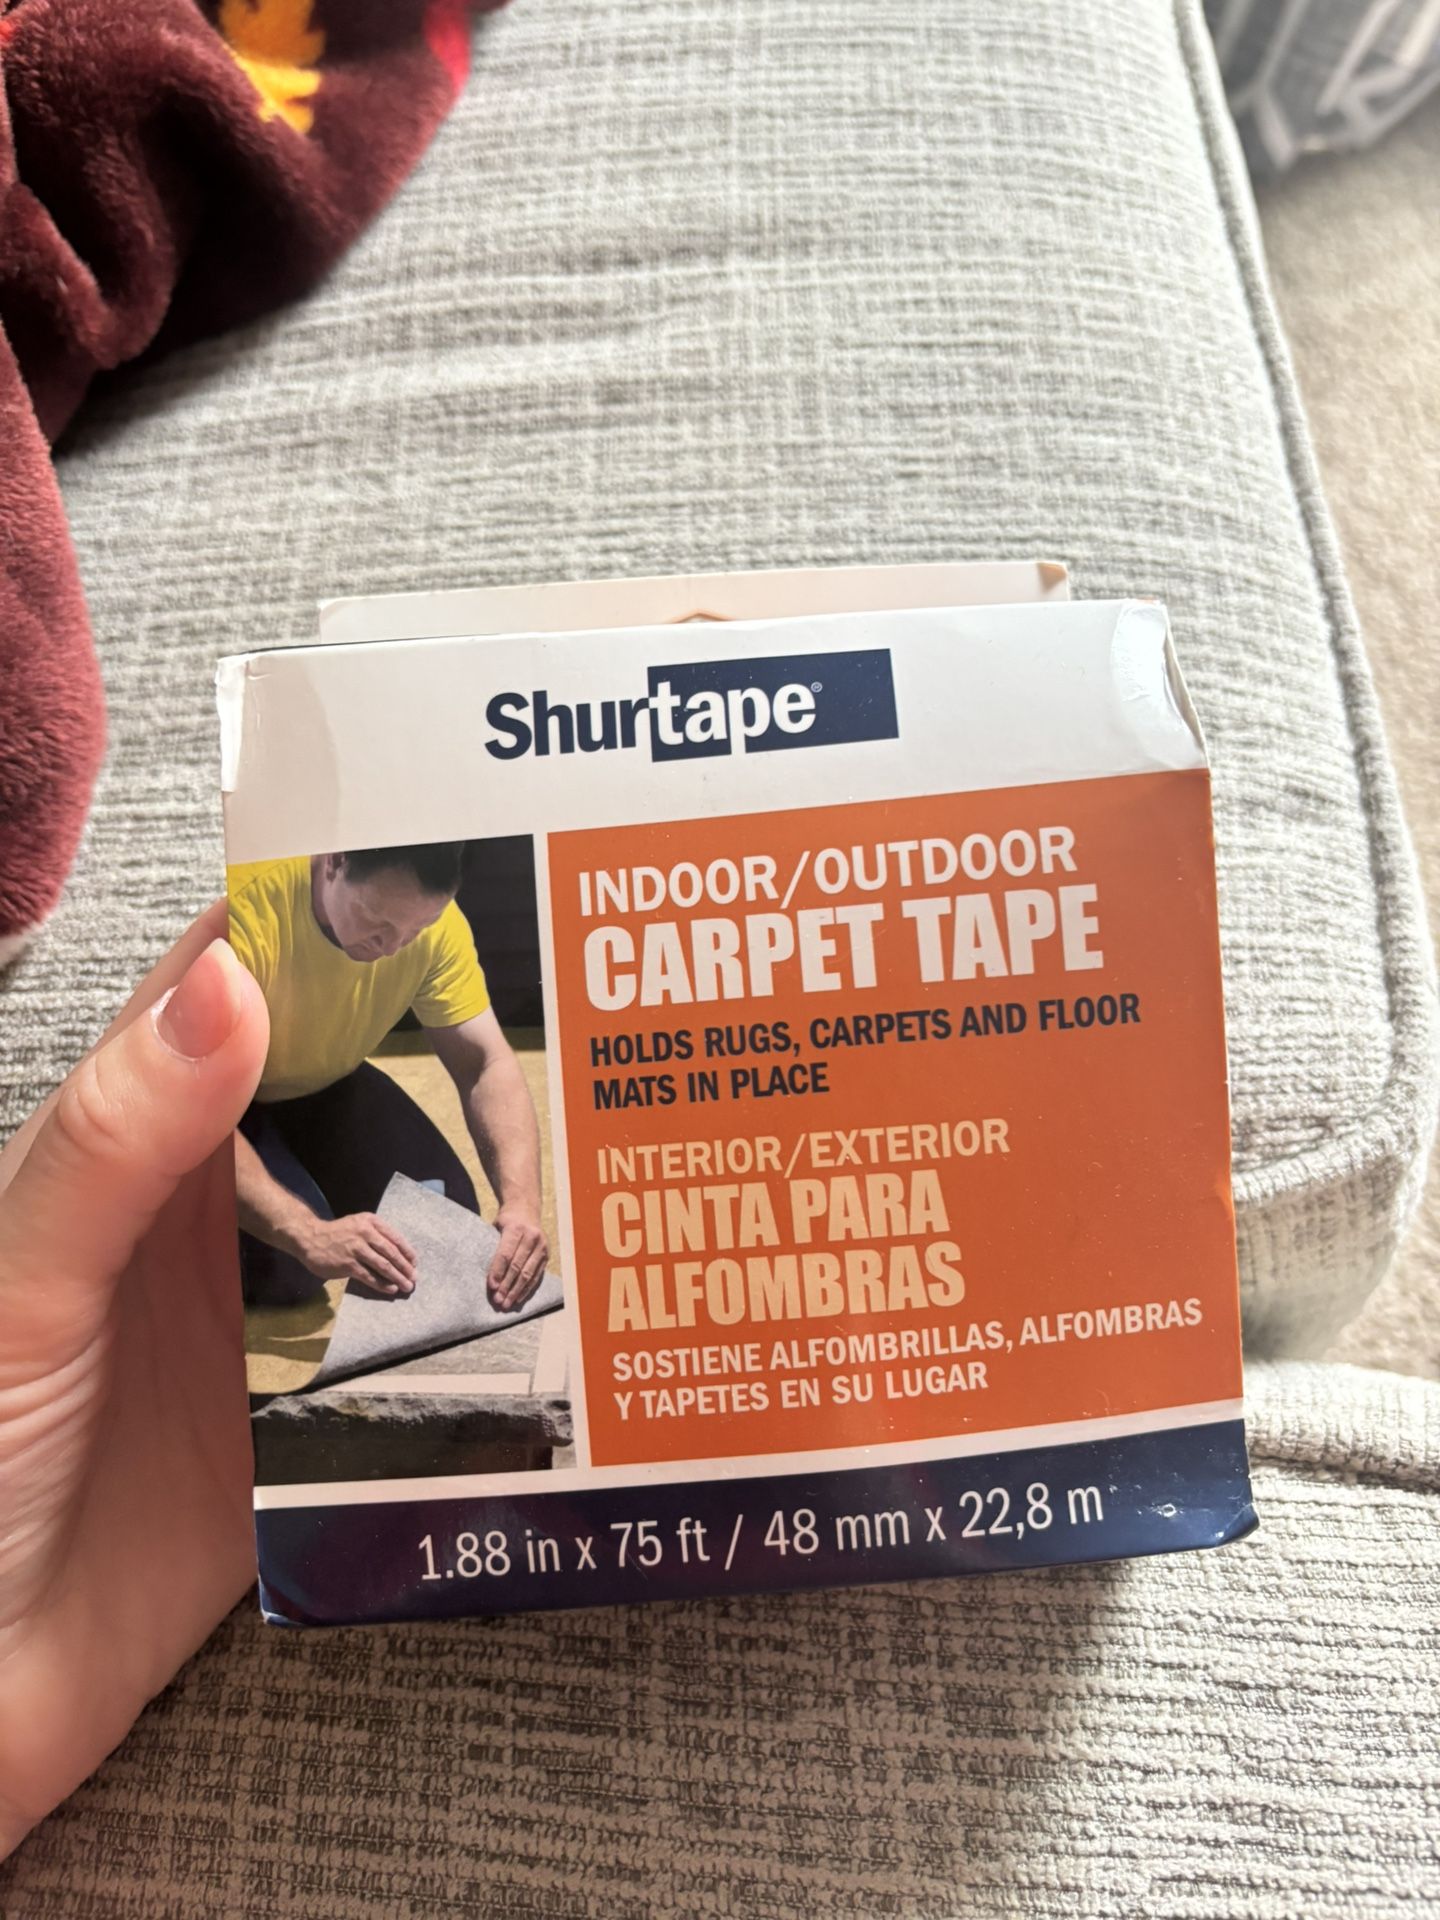 Shurtape®
INDOOR/OUTDOOR
CARPET TAPE
HOLDS RUGS, CARPETS AND FLOOR
MATS IN PLACE
INTERIOR/EXTERIOR
CINTA PARA
ALFOMBRAS
SOSTIENE ALFOMBRILLAS, ALFOMBRAS
Y TAPETES EN SU LUGAR
1.88 in x 75 ft / 48 mm x 22,8 m